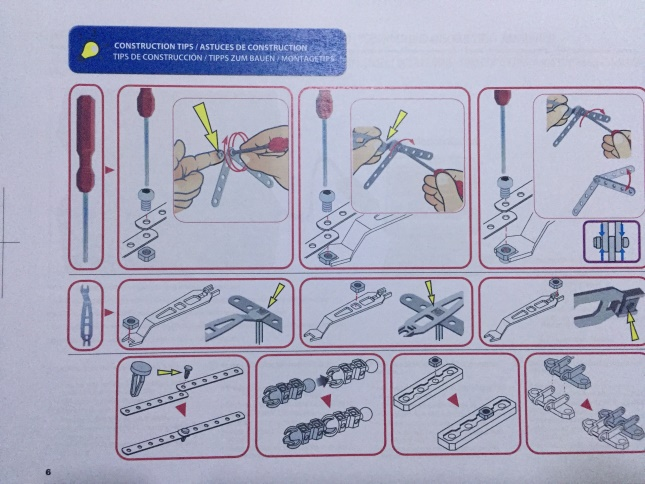 CONSTRUCTION TIPS / ASTUCES DE CONSTRUCTION
TIPS DE CONSTRUCCIÓN / TIPPS ZUM BAUEN / MONTAGETIPS
6